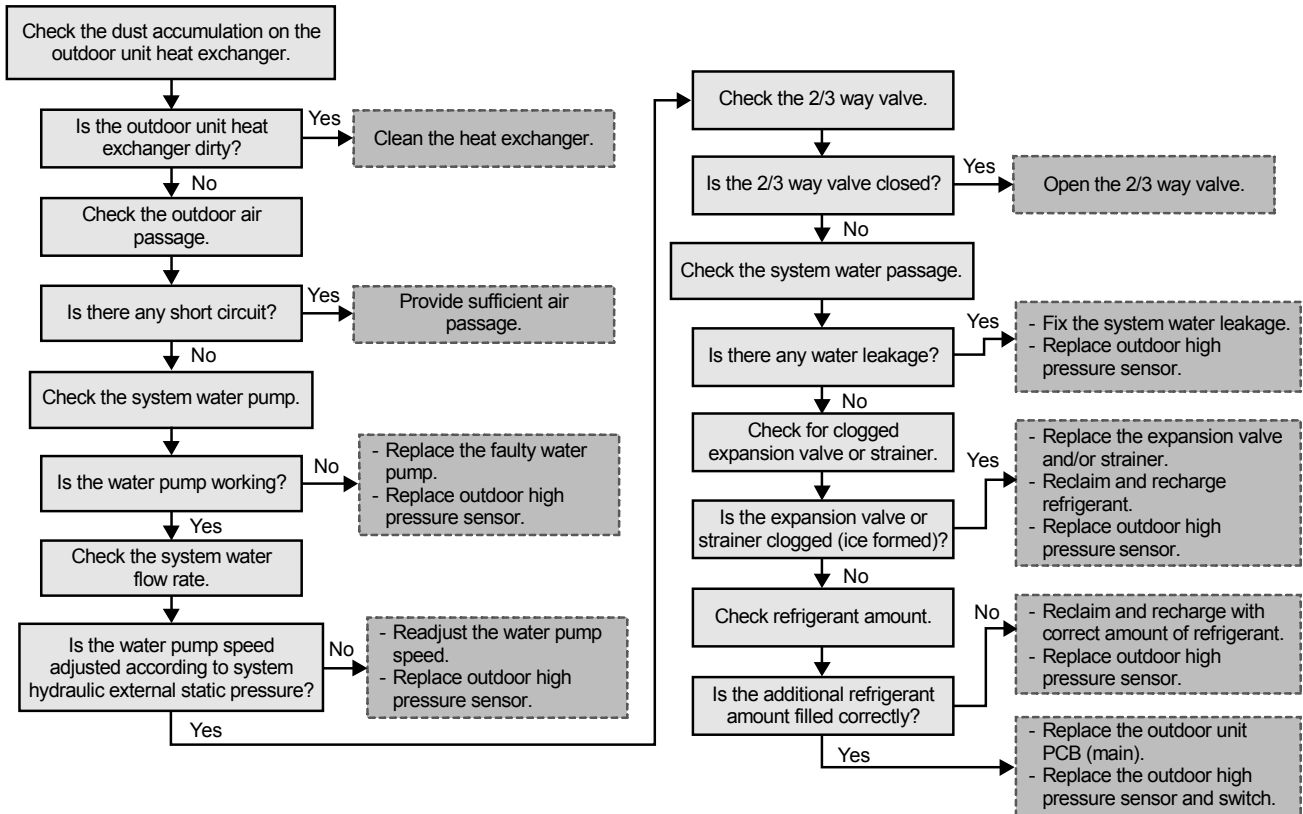 Check the dust accumulation on the
outdoor unit heat exchanger.
Is the outdoor unit heat
exchanger dirty?
Yes
Clean the heat exchanger.
No
Check the outdoor air
passage.
Is there any short circuit?
Yes
Provide sufficient air
passage.
No
Check the system water pump.
Is the water pump working?
No
- Replace the faulty water
pump.
- Replace outdoor high
pressure sensor.
Yes
Check the system water
flow rate.
Is the water pump speed
adjusted according to system
hydraulic external static pressure?
No
- Readjust the water pump
speed.
- Replace outdoor high
pressure sensor.
Yes
Check the 2/3 way valve.
Is the 2/3 way valve closed?
Yes
Open the 2/3 way valve.
No
Check the system water passage.
Is there any water leakage?
Yes
- Fix the system water leakage.
- Replace outdoor high
pressure sensor.
No
Check for clogged
expansion valve or strainer.
Is the expansion valve or
strainer clogged (ice formed)?
Yes
- Replace the expansion valve
and/or strainer.
- Reclaim and recharge
refrigerant.
- Replace outdoor high
pressure sensor.
No
Check refrigerant amount.
Is the additional refrigerant
amount filled correctly?
No
- Reclaim and recharge with
correct amount of refrigerant.
- Replace outdoor high
pressure sensor.
Yes
- Replace the outdoor unit
PCB (main).
- Replace the outdoor high
pressure sensor and switch.